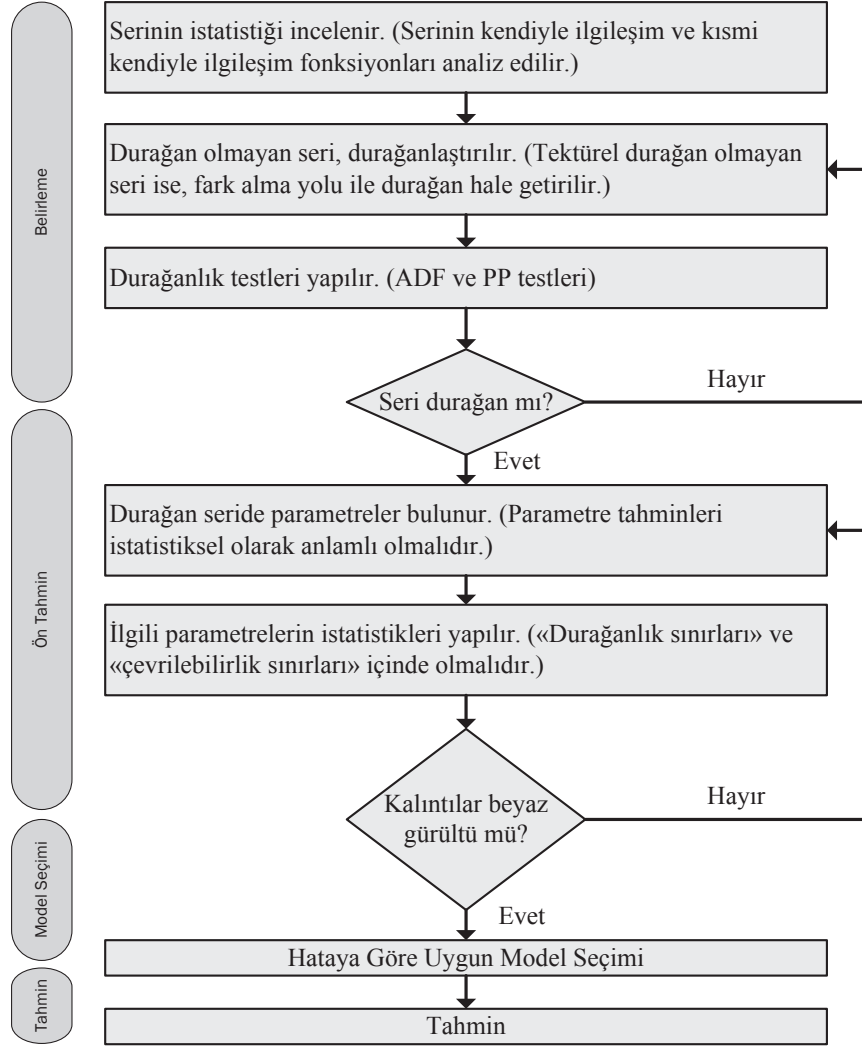 Serinin istatistiği incelenir. (Serinin kendiyle ilgileşim ve kısmi
kendiyle ilgileşim fonksiyonları analiz edilir.)
Belirleme
Durağan olmayan seri, durağanlaştırılır. (Tektürel durağan olmayan
seri ise, fark alma yolu ile durağan hale getirilir.)
Durağanlık testleri yapılır. (ADF ve PP testleri)
Seri durağan mı?
Hayır
Evet
Ön Tahmin
Durağan seride parametreler bulunur. (Parametre tahminleri
istatistiksel olarak anlamlı olmalıdır.)
İlgili parametrelerin istatistikleri yapılır. («Durağanlık sınırları» ve
«çevrilebilirlik sınırları» içinde olmalıdır.)
Kalıntılar beyaz
gürültü mü?
Hayır
Evet
Model Seçimi
Hataya Göre Uygun Model Seçimi
Tahmin
Tahmin